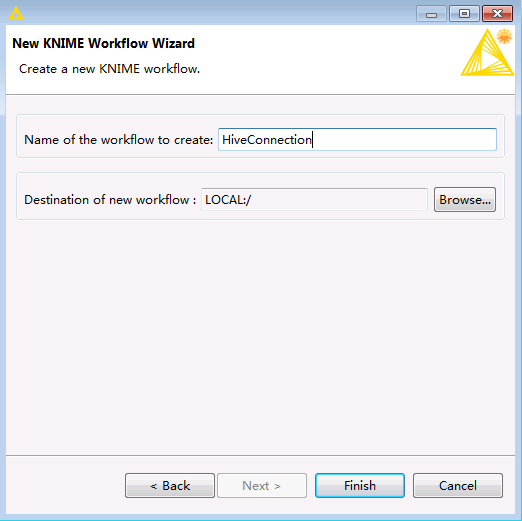 New KNIME Workflow Wizard
Create a new KNIME workflow.
Name of the workflow to create: HiveConnection
Destination of new workflow : LOCAL:/ Browse...
< Back Next > Finish Cancel